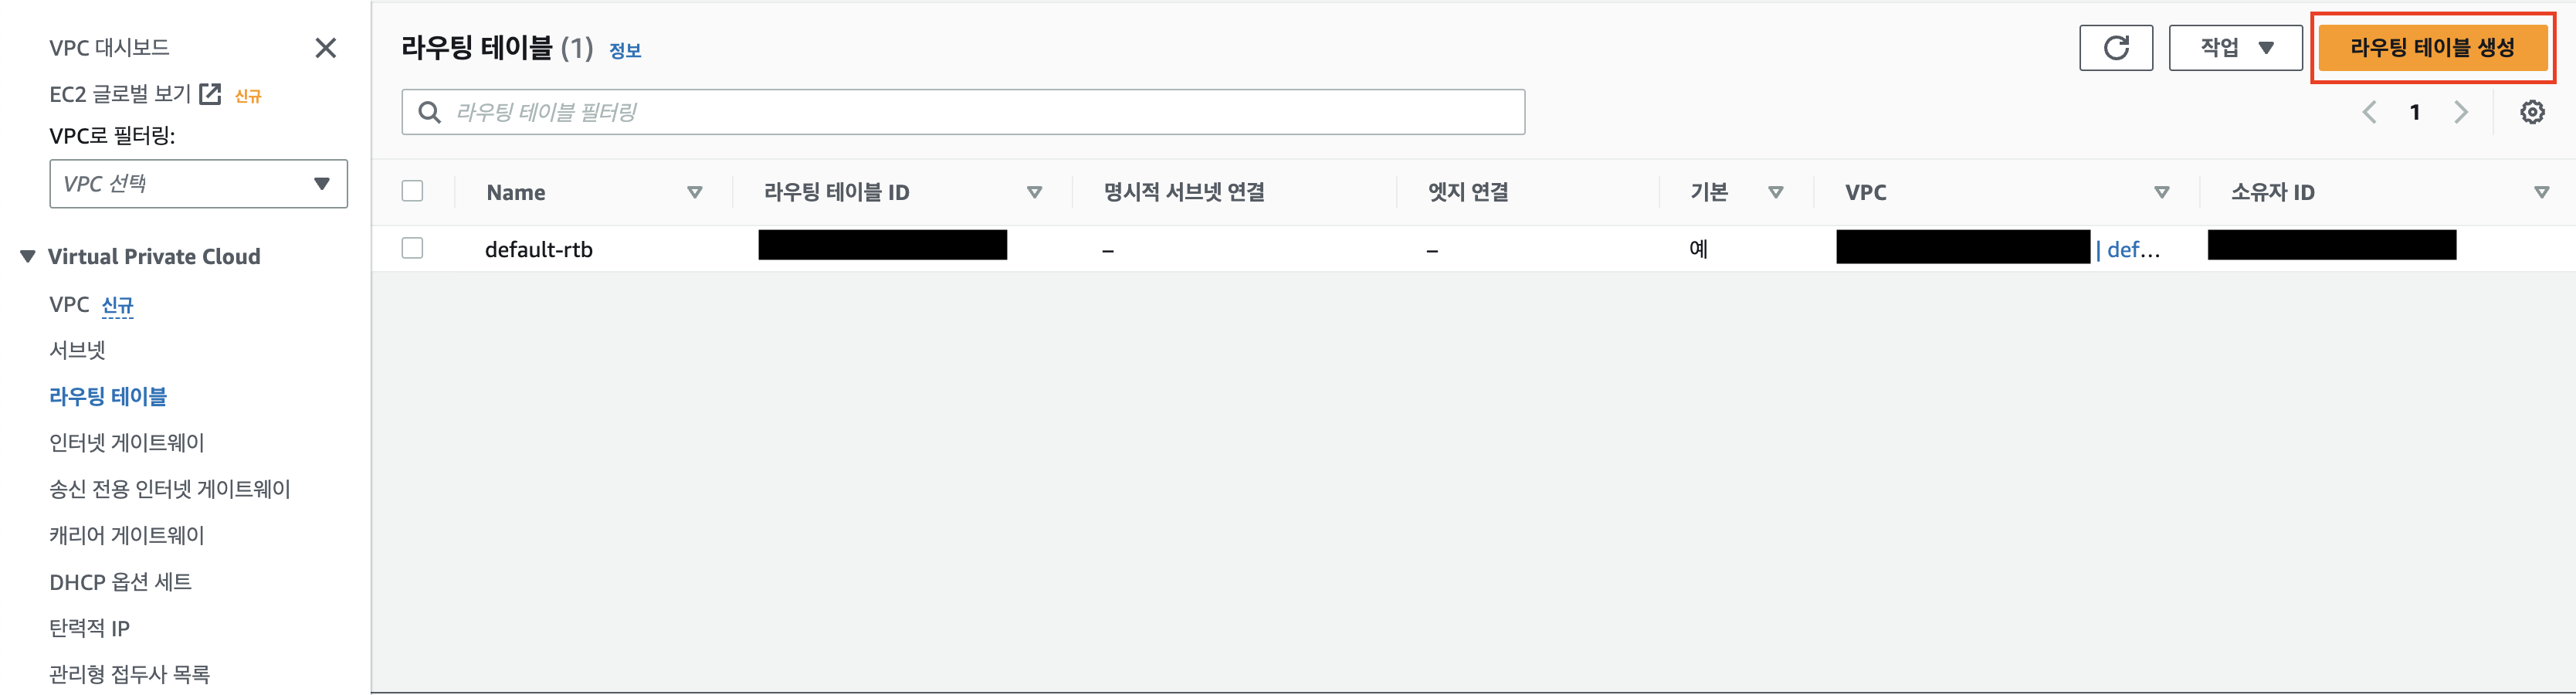 VPC 대시보드
EC2 글로벌 보기 신규
VPC로 필터링:
VPC 선택
Virtual Private Cloud
VPC 신규
서브넷
라우팅 테이블
인터넷 게이트웨이
송신 전용 인터넷 게이트웨이
캐리어 게이트웨이
DHCP 옵션 세트
탄력적 IP
관리형 접두사 목록
라우팅 테이블 (1) 정보
작업
라우팅 테이블 생성
라우팅 테이블 필터링
1
Name 라우팅 테이블 ID 명시적 서브넷 연결 엣지 연결 기본 VPC 소유자 ID
default-rtb – – 예 | def...